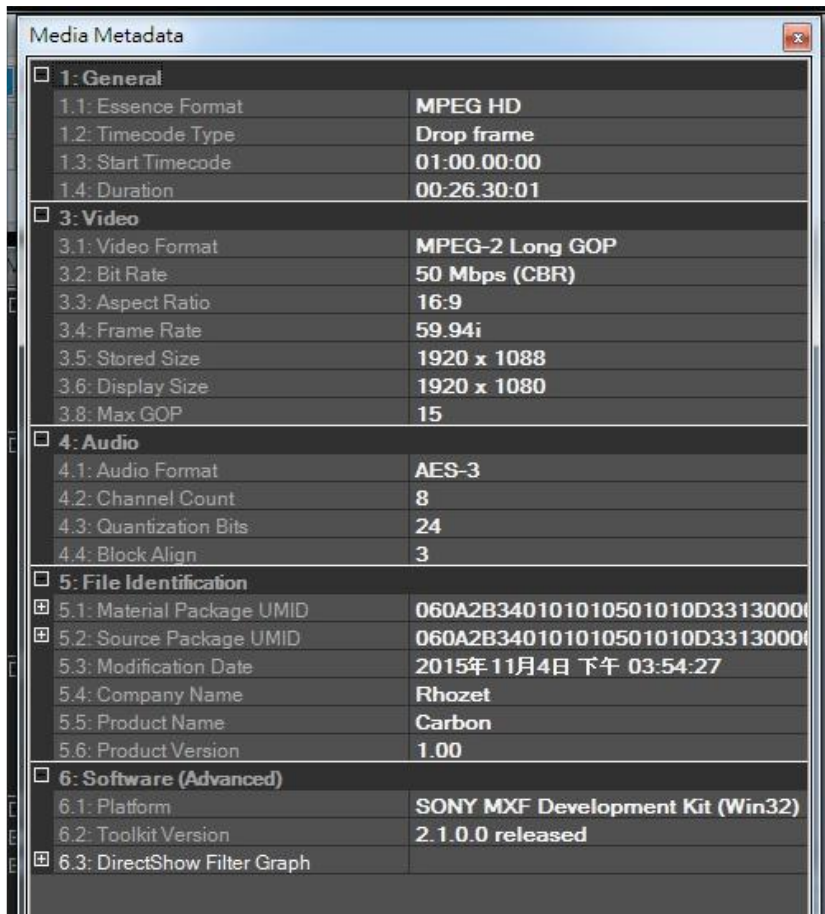 Media Metadata
1: General
1.1: Essence Format MPEG HD
1.2: Timecode Type Drop frame
1.3: Start Timecode 01:00.00:00
1.4: Duration 00:26.30:01
3: Video
3.1: Video Format MPEG-2 Long GOP
3.2: Bit Rate 50 Mbps (CBR)
3.3: Aspect Ratio 16:9
3.4: Frame Rate 59.94i
3.5: Stored Size 1920 x 1088
3.6: Display Size 1920 x 1080
3.8: Max GOP 15
4: Audio
4.1: Audio Format AES-3
4.2: Channel Count 8
4.3: Quantization Bits 24
4.4: Block Align 3
5: File Identification
5.1: Material Package UMID 060A2B340101010501010D33130000
5.2: Source Package UMID 060A2B340101010501010D33130000
5.3: Modification Date 2015年11月4日 下午 03:54:27
5.4: Company Name Rhozet
5.5: Product Name Carbon
5.6: Product Version 1.00
6: Software (Advanced)
6.1: Platform SONY MXF Development Kit (Win32)
6.2: Toolkit Version 2.1.0.0 released
6.3: DirectShow Filter Graph